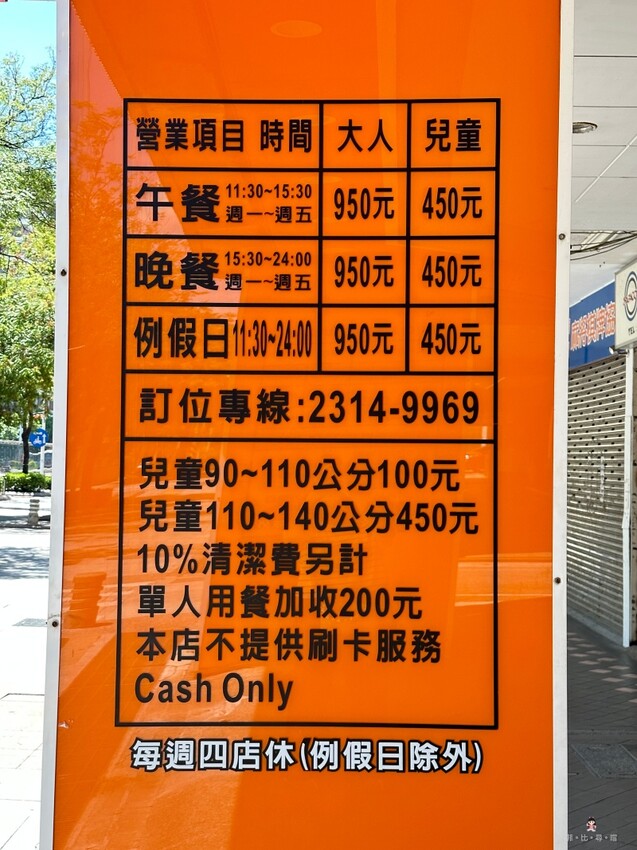 營業項目 時間 大人 兒童
午餐 11:30~15:30 週一~週五 950元 450元
晚餐 15:30~24:00 週一~週五 950元 450元
例假日 11:30~24:00 950元 450元
訂位專線:2314-9969
兒童90~110公分100元
兒童110~140公分450元
10%清潔費另計
單人用餐加收200元
本店不提供刷卡服務
Cash Only
每週四店休(例假日除外)